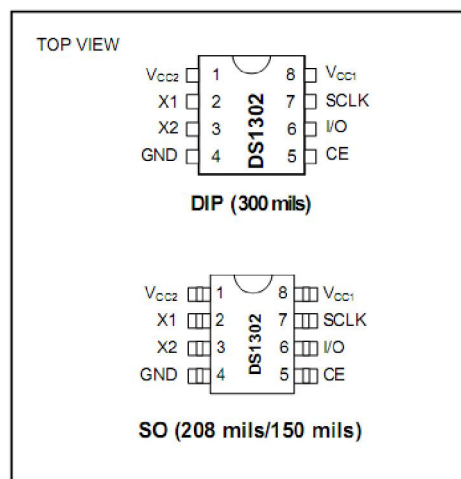 TOP VIEW
VCC2 1 8 VCC1
X1 2 7 SCLK
X2 3 6 I/O
GND 4 5 CE
DS1302
DIP (300 mils)
VCC2 1 8 VCC1
X1 2 7 SCLK
X2 3 6 I/O
GND 4 5 CE
DS1302
SO (208 mils/150 mils)